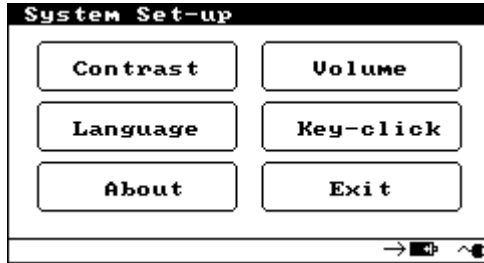 System Set-up
Contrast Volume
Language Key-click
About Exit